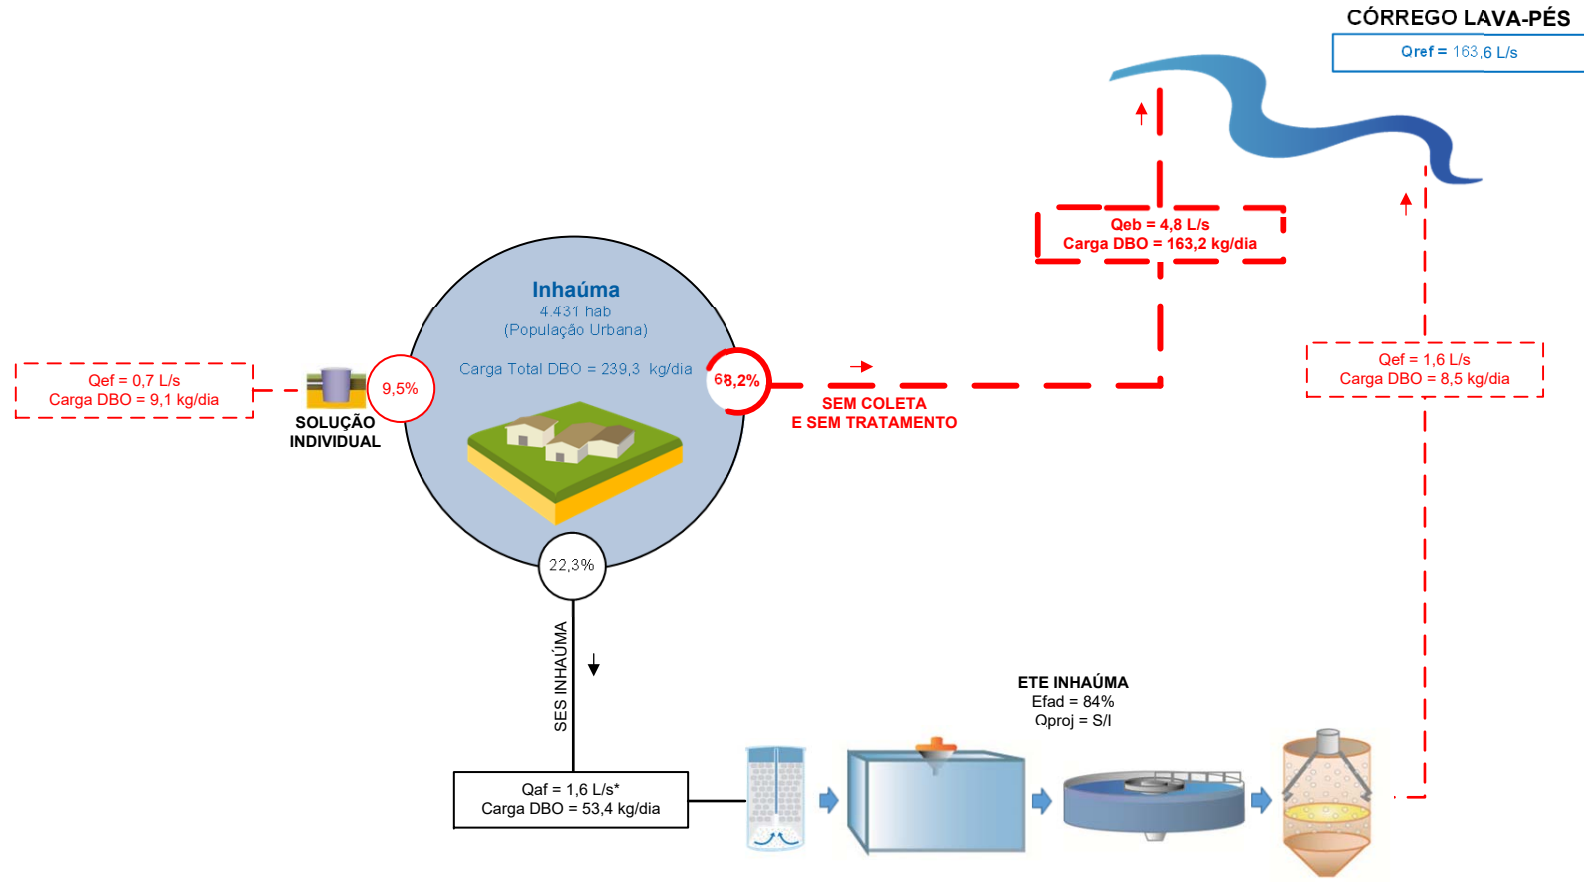 CÓRREGO LAVA-PÉS
Qref = 163,6 L/s
Qeb = 4,8 L/s
Carga DBO = 163,2 kg/dia
Inhaúma
4.431 hab
(População Urbana)
Carga Total DBO = 239,3 kg/dia
Qef = 0,7 L/s
Carga DBO = 9,1 kg/dia
9,5%
68,2%
SOLUÇÃO
INDIVIDUAL
SEM COLETA
E SEM TRATAMENTO
Qef = 1,6 L/s
Carga DBO = 8,5 kg/dia
22,3%
SES INHAÚMA
ETE INHAÚMA
Efad = 84%
Qproj = S/I
Qaf = 1,6 L/s*
Carga DBO = 53,4 kg/dia